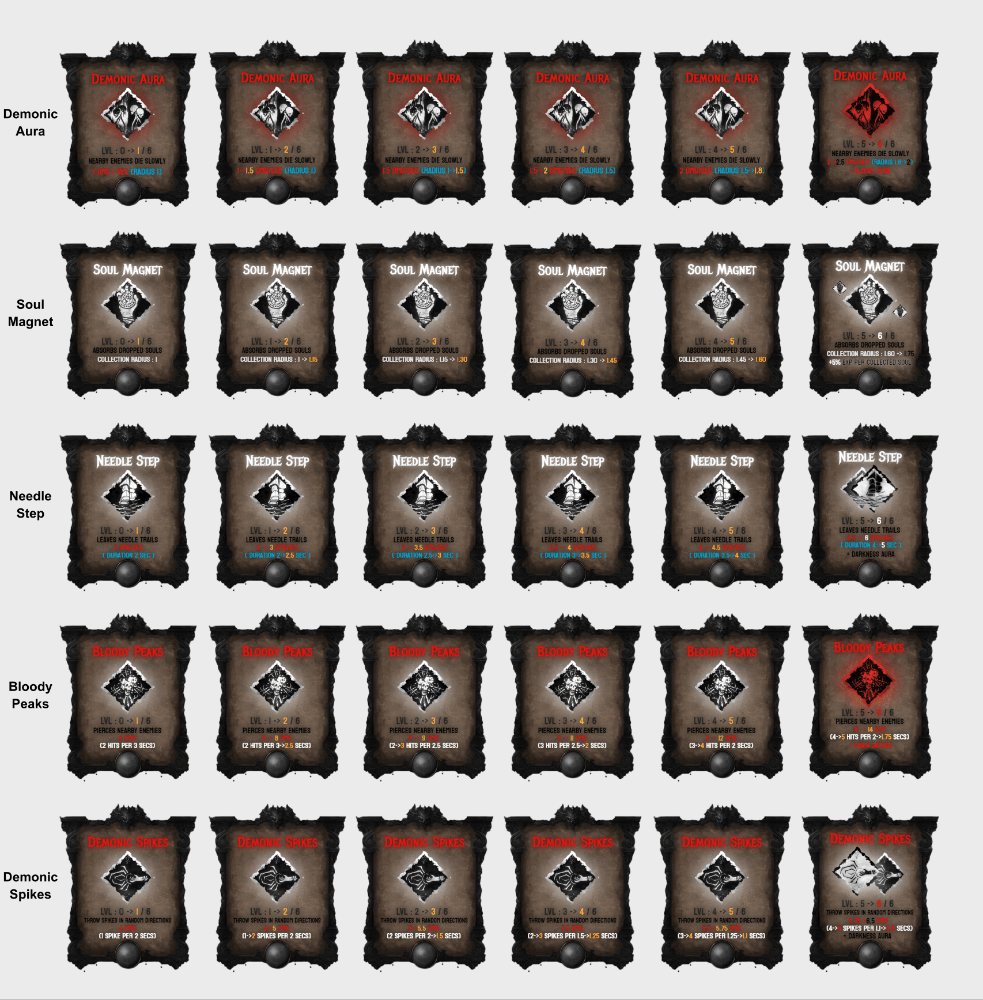 Demonic
Aura
DEMONIC AURA
LVL : 0 -> 1 / 6
NEARBY ENEMIES DIE SLOWLY
1 DMG / SEC (RADIUS 1)
DEMONIC AURA
LVL : 1 -> 2 / 6
NEARBY ENEMIES DIE SLOWLY
1->1.5 DMG/SEC (RADIUS 1)
DEMONIC AURA
LVL : 2 -> 3 / 6
NEARBY ENEMIES DIE SLOWLY
1.5 DMG/SEC (RADIUS 1->1.5)
DEMONIC AURA
LVL : 3 -> 4 / 6
NEARBY ENEMIES DIE SLOWLY
1.5->2 DMG/SEC (RADIUS 1.5)
DEMONIC AURA
LVL : 4 -> 5 / 6
NEARBY ENEMIES DIE SLOWLY
2 DMG/SEC (RADIUS 1.5->1.8)
DEMONIC AURA
LVL : 5 -> 6 / 6
NEARBY ENEMIES DIE SLOWLY
2->2.5 DMG/SEC (RADIUS 1.8->2)
+ BLOODY AURA
Soul
Magnet
SOUL MAGNET
LVL : 0 -> 1 / 6
ABSORBS DROPPED SOULS
COLLECTION RADIUS : 1
SOUL MAGNET
LVL : 1 -> 2 / 6
ABSORBS DROPPED SOULS
COLLECTION RADIUS : 1 -> 1.15
SOUL MAGNET
LVL : 2 -> 3 / 6
ABSORBS DROPPED SOULS
COLLECTION RADIUS : 1.15 -> 1.30
SOUL MAGNET
LVL : 3 -> 4 / 6
ABSORBS DROPPED SOULS
COLLECTION RADIUS : 1.30 -> 1.45
SOUL MAGNET
LVL : 4 -> 5 / 6
ABSORBS DROPPED SOULS
COLLECTION RADIUS : 1.45 -> 1.60
SOUL MAGNET
LVL : 5 -> 6 / 6
ABSORBS DROPPED SOULS
COLLECTION RADIUS : 1.60 -> 1.75
+5% EXP PER COLLECTED SOUL
Needle
Step
NEEDLE STEP
LVL : 0 -> 1 / 6
LEAVES NEEDLE TRAILS
2 DMG/SEC
( DURATION 2 SEC )
NEEDLE STEP
LVL : 1 -> 2 / 6
LEAVES NEEDLE TRAILS
2 -> 3 DMG/SEC
( DURATION 2->2.5 SEC )
NEEDLE STEP
LVL : 2 -> 3 / 6
LEAVES NEEDLE TRAILS
3 -> 3.5 DMG/SEC
( DURATION 2.5->3 SEC )
NEEDLE STEP
LVL : 3 -> 4 / 6
LEAVES NEEDLE TRAILS
3.5 -> 4 DMG/SEC
( DURATION 3->3.5 SEC )
NEEDLE STEP
LVL : 4 -> 5 / 6
LEAVES NEEDLE TRAILS
4 -> 4.5 DMG/SEC
( DURATION 3.5->4 SEC )
NEEDLE STEP
LVL : 5 -> 6 / 6
LEAVES NEEDLE TRAILS
4.5 -> 6 DMG/SEC
( DURATION 4->5 SEC )
+ DARKNESS AURA
Bloody
Peaks
BLOODY PEAKS
LVL : 0 -> 1 / 6
PIERCES NEARBY ENEMIES
DMG
(2 HITS PER 3 SECS)
BLOODY PEAKS
LVL : 1 -> 2 / 6
PIERCES NEARBY ENEMIES
-> 8 DMG
(2 HITS PER 3->2.5 SECS)
BLOODY PEAKS
LVL : 2 -> 3 / 6
PIERCES NEARBY ENEMIES
8 -> 9 DMG
(2->3 HITS PER 2.5 SECS)
BLOODY PEAKS
LVL : 3 -> 4 / 6
PIERCES NEARBY ENEMIES
9 -> 11 DMG
(3 HITS PER 2.5->2 SECS)
BLOODY PEAKS
LVL : 4 -> 5 / 6
PIERCES NEARBY ENEMIES
11 -> 12 DMG
(3->4 HITS PER 2 SECS)
BLOODY PEAKS
LVL : 5 -> 6 / 6
PIERCES NEARBY ENEMIES
12 -> 14 DMG
(4->5 HITS PER 2->1.75 SECS)
Demonic
Spikes
DEMONIC SPIKES
LVL : 0 -> 1 / 6
THROW SPIKES IN RANDOM DIRECTIONS
4 DMG
(1 SPIKE PER 2 SECS)
DEMONIC SPIKES
LVL : 1 -> 2 / 6
THROW SPIKES IN RANDOM DIRECTIONS
4->5 DMG
(1->2 SPIKES PER 2 SECS)
DEMONIC SPIKES
LVL : 2 -> 3 / 6
THROW SPIKES IN RANDOM DIRECTIONS
5->5.5 DMG
(2 SPIKES PER 2->1.5 SECS)
DEMONIC SPIKES
LVL : 3 -> 4 / 6
THROW SPIKES IN RANDOM DIRECTIONS
5.5 DMG
(2->3 SPIKES PER 1.5->1.25 SECS)
DEMONIC SPIKES
LVL : 4 -> 5 / 6
THROW SPIKES IN RANDOM DIRECTIONS
5.5->5.75 DMG
(3->4 SPIKES PER 1.25->1.1 SECS)
DEMONIC SPIKES
LVL : 5 -> 6 / 6
THROW SPIKES IN RANDOM DIRECTIONS
5.75->6.5 DMG
(4-> SPIKES PER 1.1-> SECS)
+ DARKNESS AURA